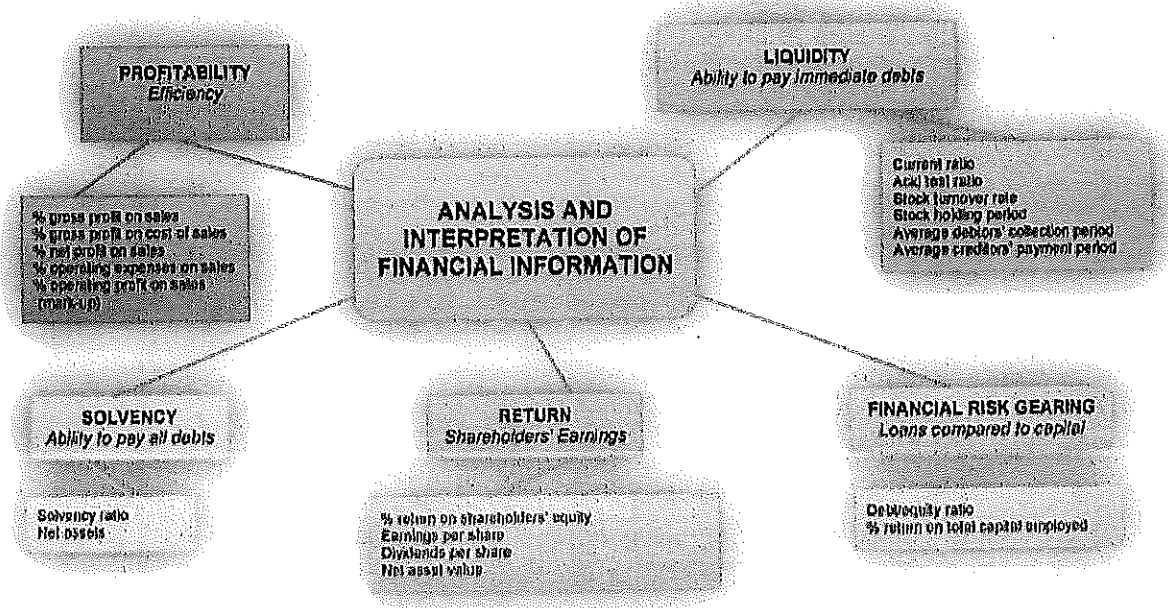 PROFITABILITY
Efficiency
LIQUIDITY
Ability to pay immediate debts
% gross profit on sales
% gross profit on cost of sales
% net profit on sales
% operating expenses on sales
% operating profit on sales
(mark-up)
ANALYSIS AND
INTERPRETATION OF
FINANCIAL INFORMATION
Current ratio
Acid test ratio
Stock turnover rate
Stock holding period
Average debtors' collection period
Average creditors' payment period
SOLVENCY
Ability to pay all debts
Solvency ratio
Net assets
RETURN
Shareholders' Earnings
% return on shareholders' equity
Earnings per share
Dividends per share
Net asset value
FINANCIAL RISK GEARING
Loans compared to capital
Debt/equity ratio
% return on total capital employed